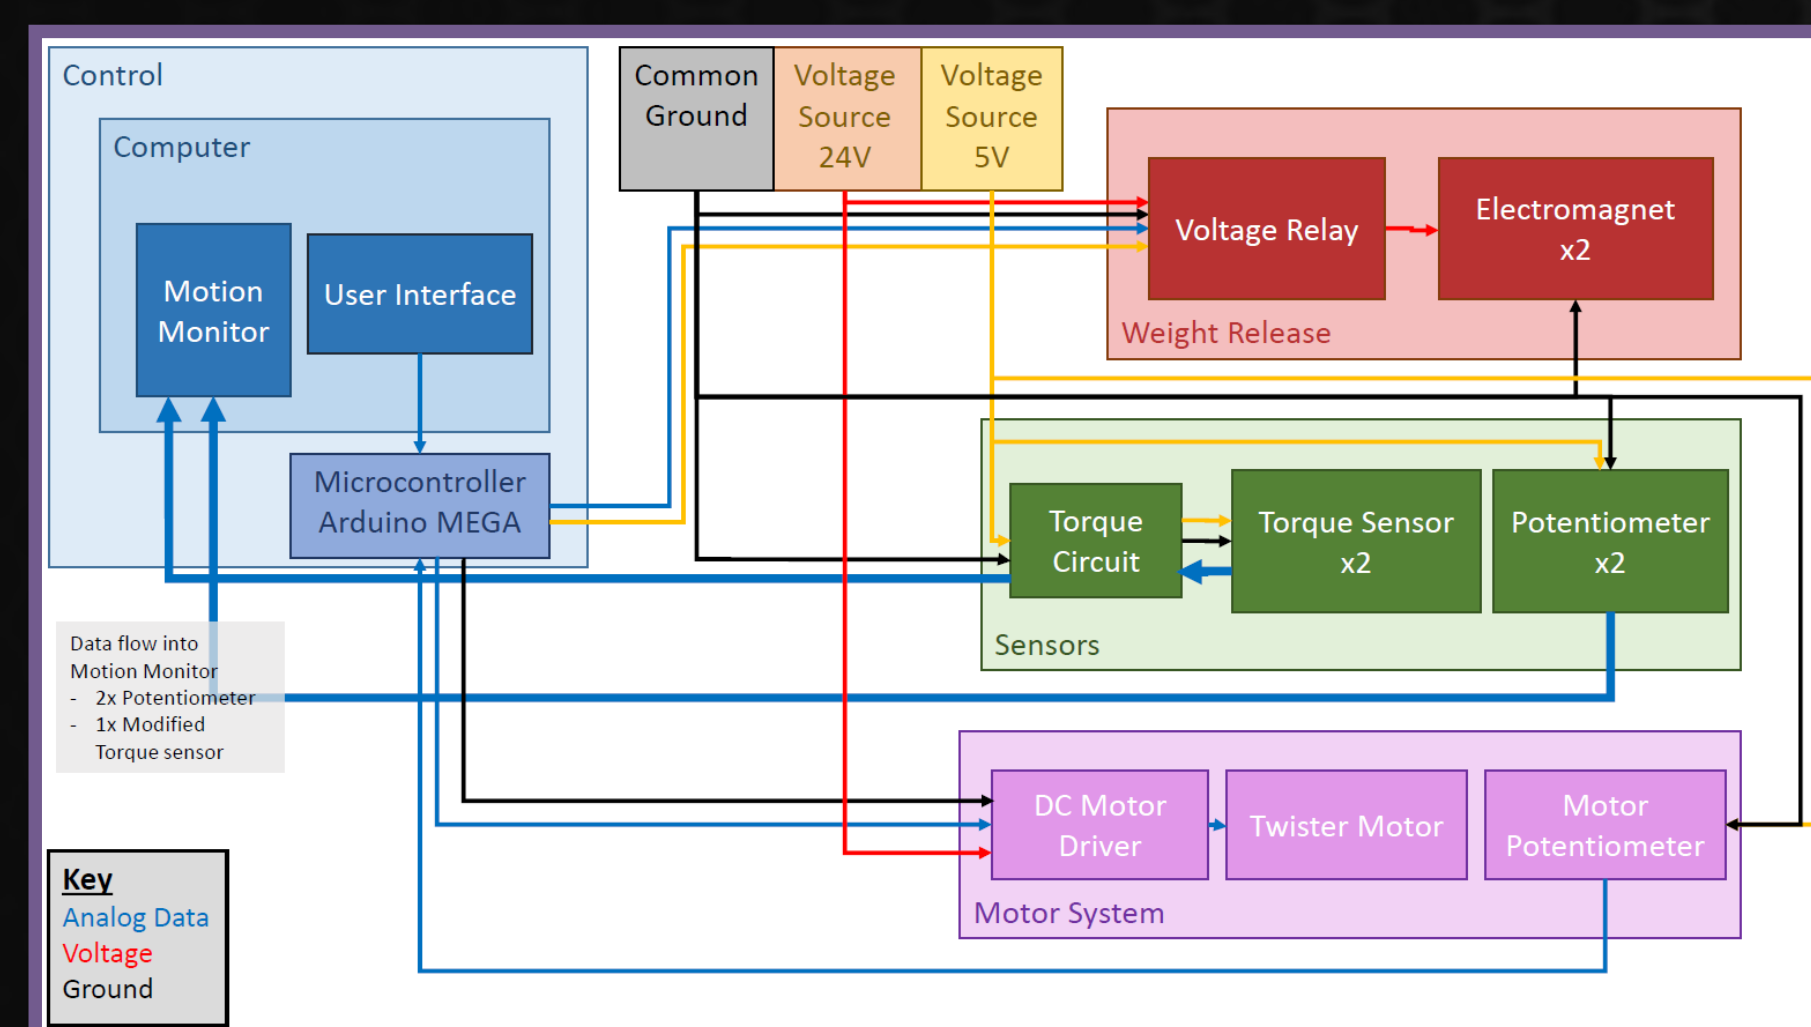 Control
Computer
Motion
Monitor
User Interface
Microcontroller
Arduino MEGA
Common
Ground
Voltage
Source
24V
Voltage
Source
5V
Voltage Relay
Electromagnet
x2
Weight Release
Torque
Circuit
Torque Sensor
x2
Potentiometer
x2
Sensors
Data flow into
Motion Monitor
- 2x Potentiometer
- 1x Modified
Torque sensor
DC Motor
Driver
Twister Motor
Motor
Potentiometer
Motor System
Key
Analog Data
Voltage
Ground